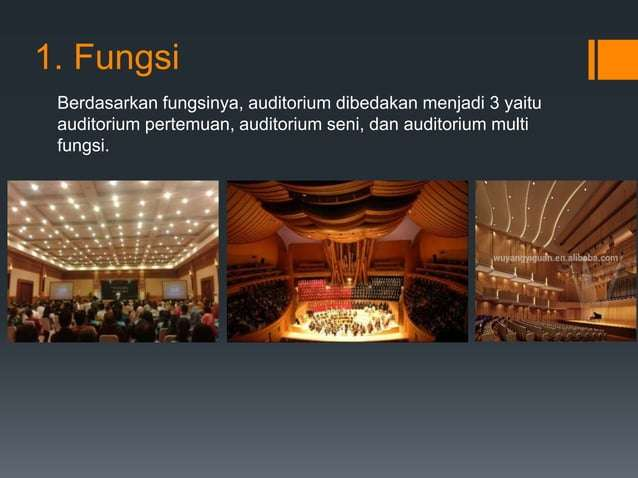 1. Fungsi
Berdasarkan fungsinya, auditorium dibedakan menjadi 3 yaitu
auditorium pertemuan, auditorium seni, dan auditorium multi
fungsi.
wuyangyiguan.en.alibaba.com